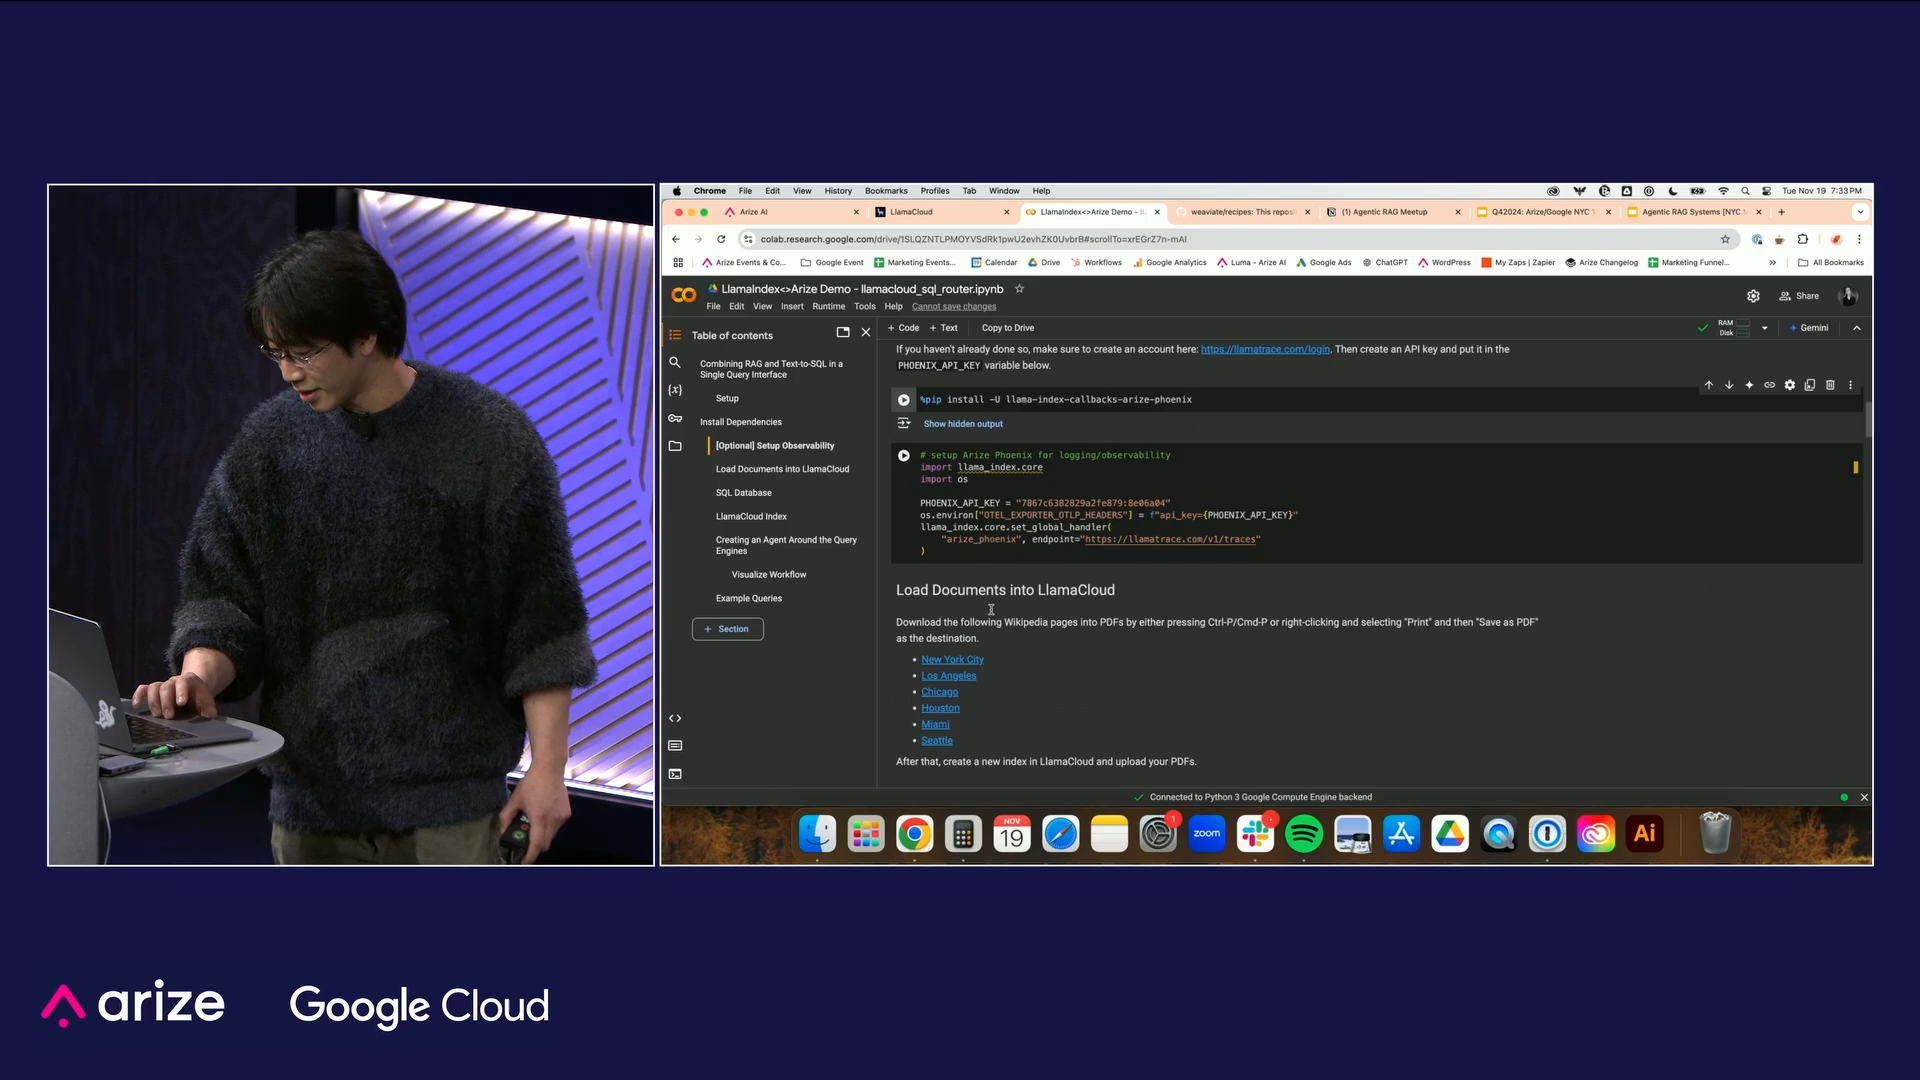 Chrome File Edit View History Bookmarks Profiles Tab Window Help
Tue Nov 19 7:33 PM
Arize AI
LlamaCloud
LlamaIndex<>Arize Demo - ll
weaviate/recipes: This repos
(1) Agentic RAG Meetup
Q42024: Arize/Google NYC
Agentic RAG Systems [NYC
colab.research.google.com/drive/1SLQZNTLPMOYVSdRk1pwU2evhZK0UvbrB#scrollTo=xrEGrZ7n-mAI
Arize Events & Co... Google Event Marketing Events... Calendar Drive Workflows Google Analytics Luma - Arize AI Google Ads ChatGPT WordPress My Zaps | Zapier Arize Changelog Marketing Funnel... » All Bookmarks
LlamaIndex<>Arize Demo - llamacloud_sql_router.ipynb
File Edit View Insert Runtime Tools Help Cannot save changes
Share
Table of contents
Combining RAG and Text-to-SQL in a
Single Query Interface
Setup
Install Dependencies
[Optional] Setup Observability
Load Documents into LlamaCloud
SQL Database
LlamaCloud Index
Creating an Agent Around the Query
Engines
Visualize Workflow
Example Queries
+ Section
+ Code + Text Copy to Drive
RAM
Disk
Gemini
If you haven't already done so, make sure to create an account here: https://llamatrace.com/login. Then create an API key and put it in the
PHOENIX_API_KEY variable below.
%pip install -U llama-index-callbacks-arize-phoenix
Show hidden output
# setup Arize Phoenix for logging/observability
import llama_index.core
import os
PHOENIX_API_KEY = "7867c6382829a2fe879:8e06a04"
os.environ["OTEL_EXPORTER_OTLP_HEADERS"] = f"api_key={PHOENIX_API_KEY}"
llama_index.core.set_global_handler(
"arize_phoenix", endpoint="https://llamatrace.com/v1/traces"
)
Load Documents into LlamaCloud
Download the following Wikipedia pages into PDFs by either pressing Ctrl-P/Cmd-P or right-clicking and selecting "Print" and then "Save as PDF"
as the destination.
• New York City
• Los Angeles
• Chicago
• Houston
• Miami
• Seattle
After that, create a new index in LlamaCloud and upload your PDFs.
Connected to Python 3 Google Compute Engine backend
NOV
19
1
zoom
Ai
arize
Google Cloud